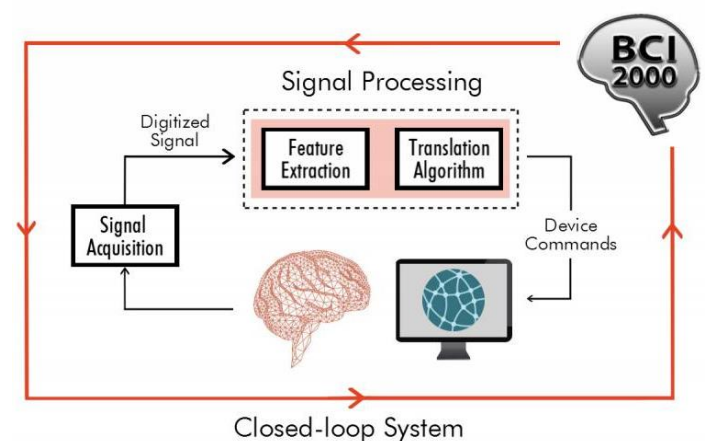 BCI
2000
Signal Processing
Digitized
Signal
Feature
Extraction
Translation
Algorithm
Signal
Acquisition
Device
Commands
Closed-loop System